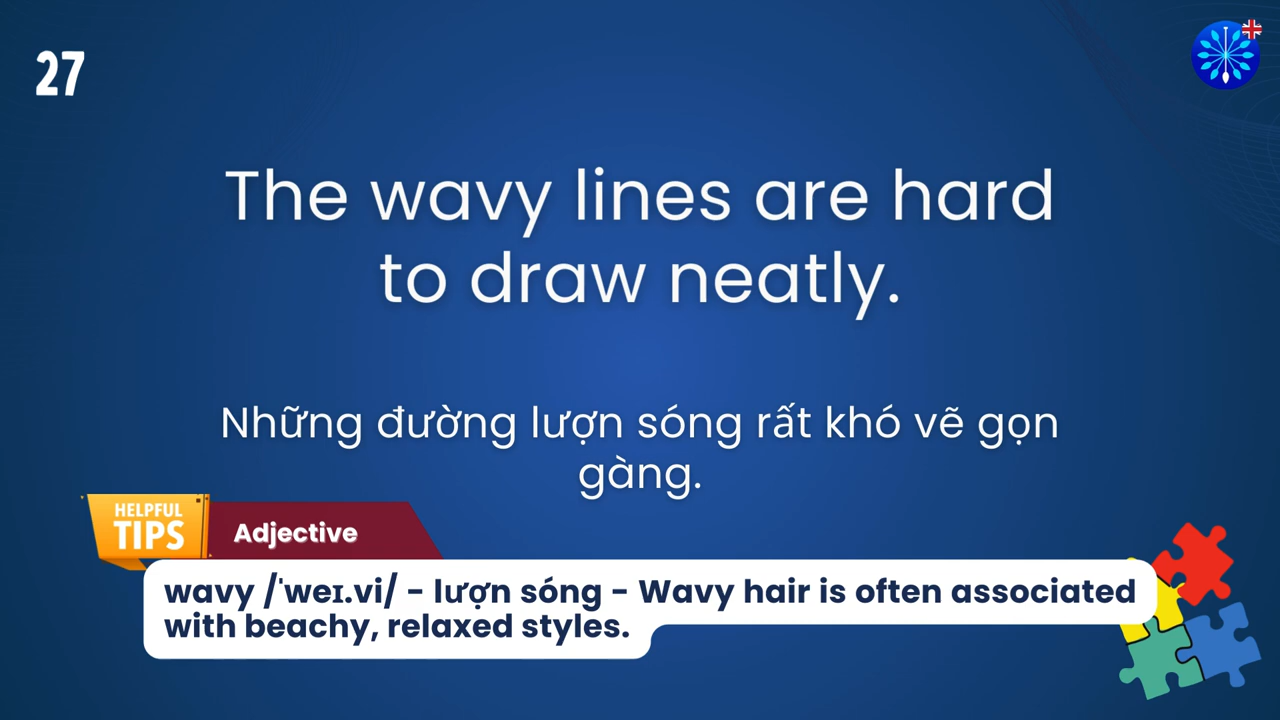 27
The wavy lines are hard
to draw neatly.
Những đường lượn sóng rất khó vẽ gọn
gàng.
HELPFUL
TIPS
Adjective
wavy /ˈweɪ.vi/ - lượn sóng - Wavy hair is often associated
with beachy, relaxed styles.